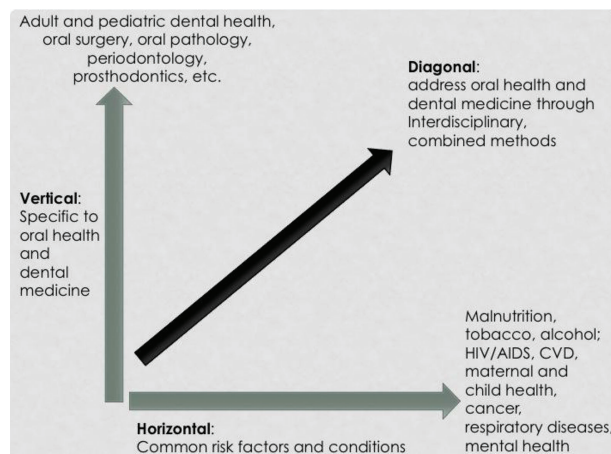 Adult and pediatric dental health,
oral surgery, oral pathology,
periodontology,
prosthodontics, etc.
Diagonal:
address oral health and
dental medicine through
Interdisciplinary,
combined methods
Vertical:
Specific to
oral health
and
dental
medicine
Malnutrition,
tobacco, alcohol;
HIV/AIDS, CVD,
maternal and
child health,
cancer,
respiratory diseases,
mental health
Horizontal:
Common risk factors and conditions